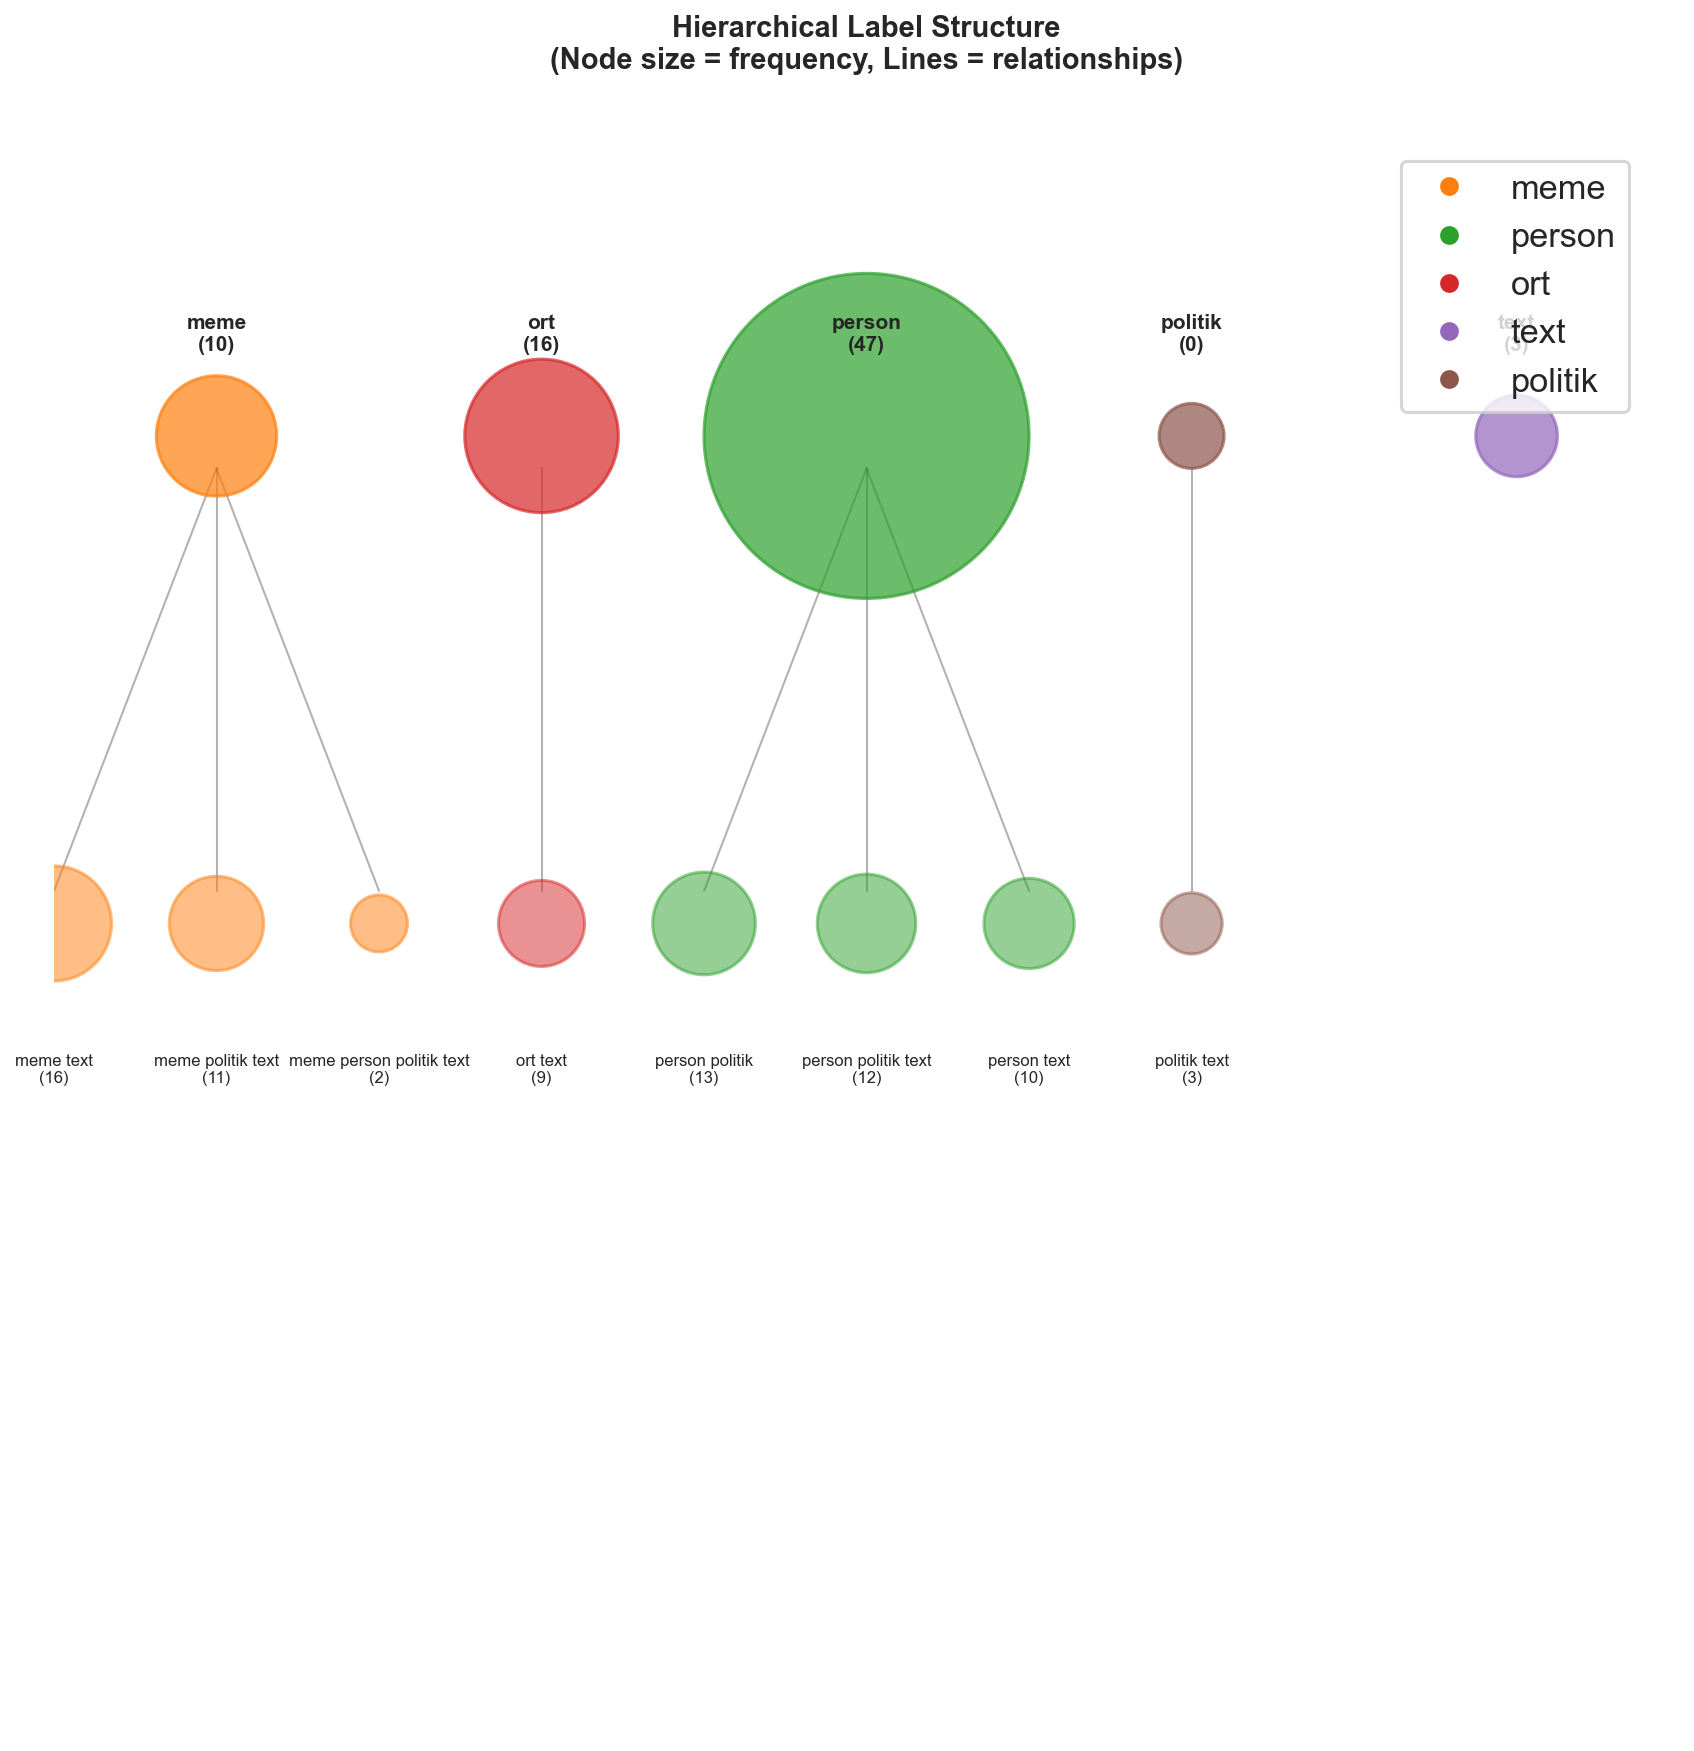 Hierarchical Label Structure
(Node size = frequency, Lines = relationships)
meme
person
ort
text
politik
meme
(10)
ort
(16)
person
(47)
politik
(0)
text
(3)
meme text
(16)
meme politik text
(11)
meme person politik text
(2)
ort text
(9)
person politik
(13)
person politik text
(12)
person text
(10)
politik text
(3)